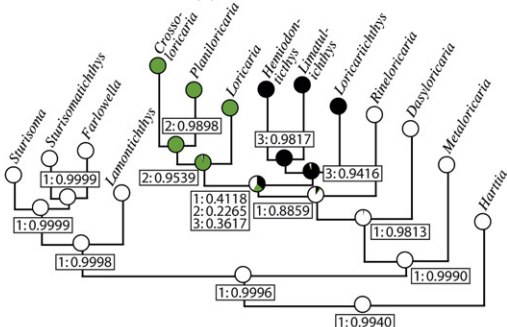 Crosso-
loricaria
Planiloricaria
Loricaria
Hemiodon-
ticthys
Limatul-
ichthys
Loricariichthys
Rineloricaria
Dasyloricaria
Metaloricaria
Hartia
Sturisoma
Sturisomatichthys
Farlowella
Lamontichthys
2: 0.9898
3: 0.9817
1: 0.9999
2: 0.9539
3: 0.9416
1: 0.4118
2: 0.2265
3: 0.3617
1: 0.8859
1: 0.9999
1: 0.9813
1: 0.9998
1: 0.9990
1: 0.9996
1: 0.9940